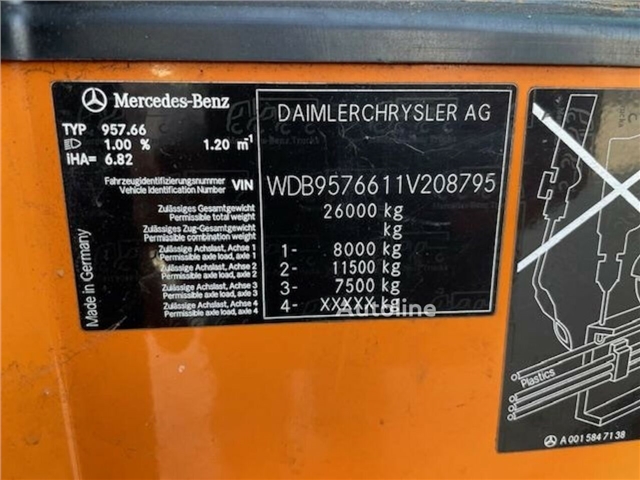 Mercedes-Benz
DAIMLERCHRYSLER AG
TYP 957.66
1.00 % 1.20 m⁻¹
iHA= 6.82
Fahrzeugidentifizierungsnummer
Vehicle Identification Number VIN WDB9576611V208795
Zulässiges Gesamtgewicht
Permissible total weight 26000 kg
Zulässiges Zug-Gesamtgewicht
Permissible combination weight kg
Zulässige Achslast, Achse 1
Permissible axle load, axle 1 1- 8000 kg
Zulässige Achslast, Achse 2
Permissible axle load, axle 2 2- 11500 kg
Zulässige Achslast, Achse 3
Permissible axle load, axle 3 3- 7500 kg
Zulässige Achslast, Achse 4
Permissible axle load, axle 4 4- XXXXX kg
Made in Germany
Autoline
Plastics
A 001 584 71 38